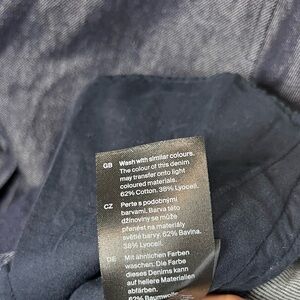 GB Wash with similar colours.
The colour of this denim
may transfer onto light
coloured materials.
62% Cotton. 38% Lyocell.
CZ Perte s podobnými
barvami. Barva této
džínoviny se může
přenést na materiály
světlé barvy. 62% Bavlna.
38% Lyocell.
DE Mit ähnlichen Farben
waschen. Die Farbe
dieses Denims kann
auf hellere Materialien
abfärben.
62% Baumwolle